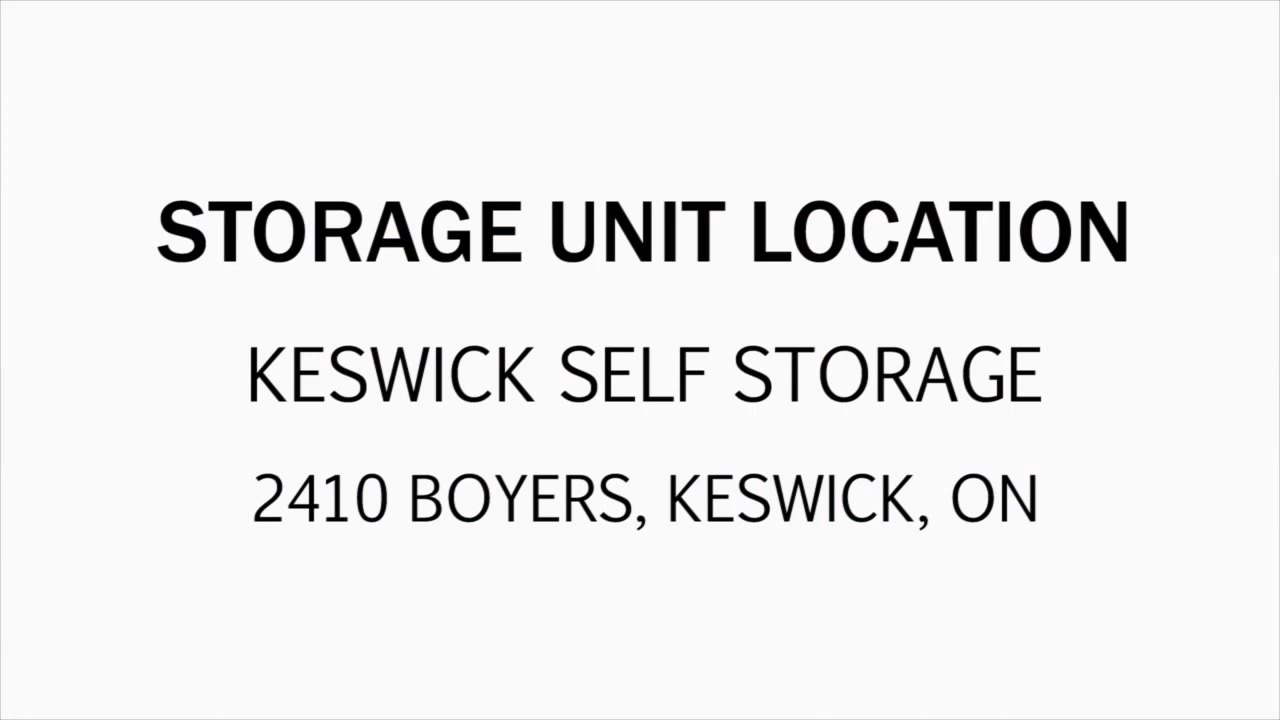 STORAGE UNIT LOCATION
KESWICK SELF STORAGE
2410 BOYERS, KESWICK, ON